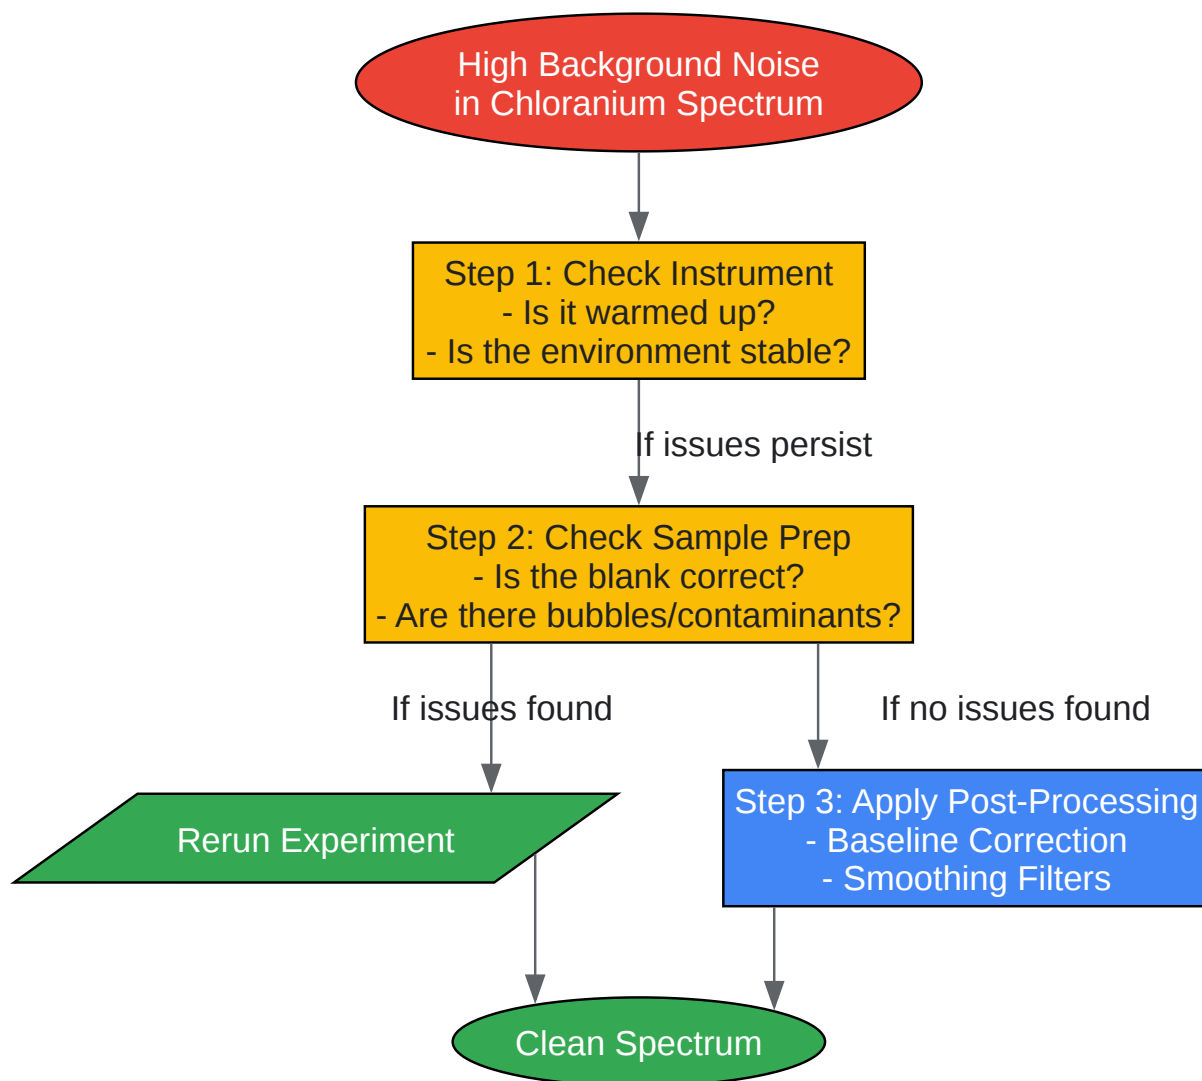 High Background Noise
in Chloranium Spectrum
Step 1: Check Instrument
- Is it warmed up?
- Is the environment stable?
If issues persist
Step 2: Check Sample Prep
- Is the blank correct?
- Are there bubbles/contaminants?
If issues found
If no issues found
Rerun Experiment
Step 3: Apply Post-Processing
- Baseline Correction
- Smoothing Filters
Clean Spectrum